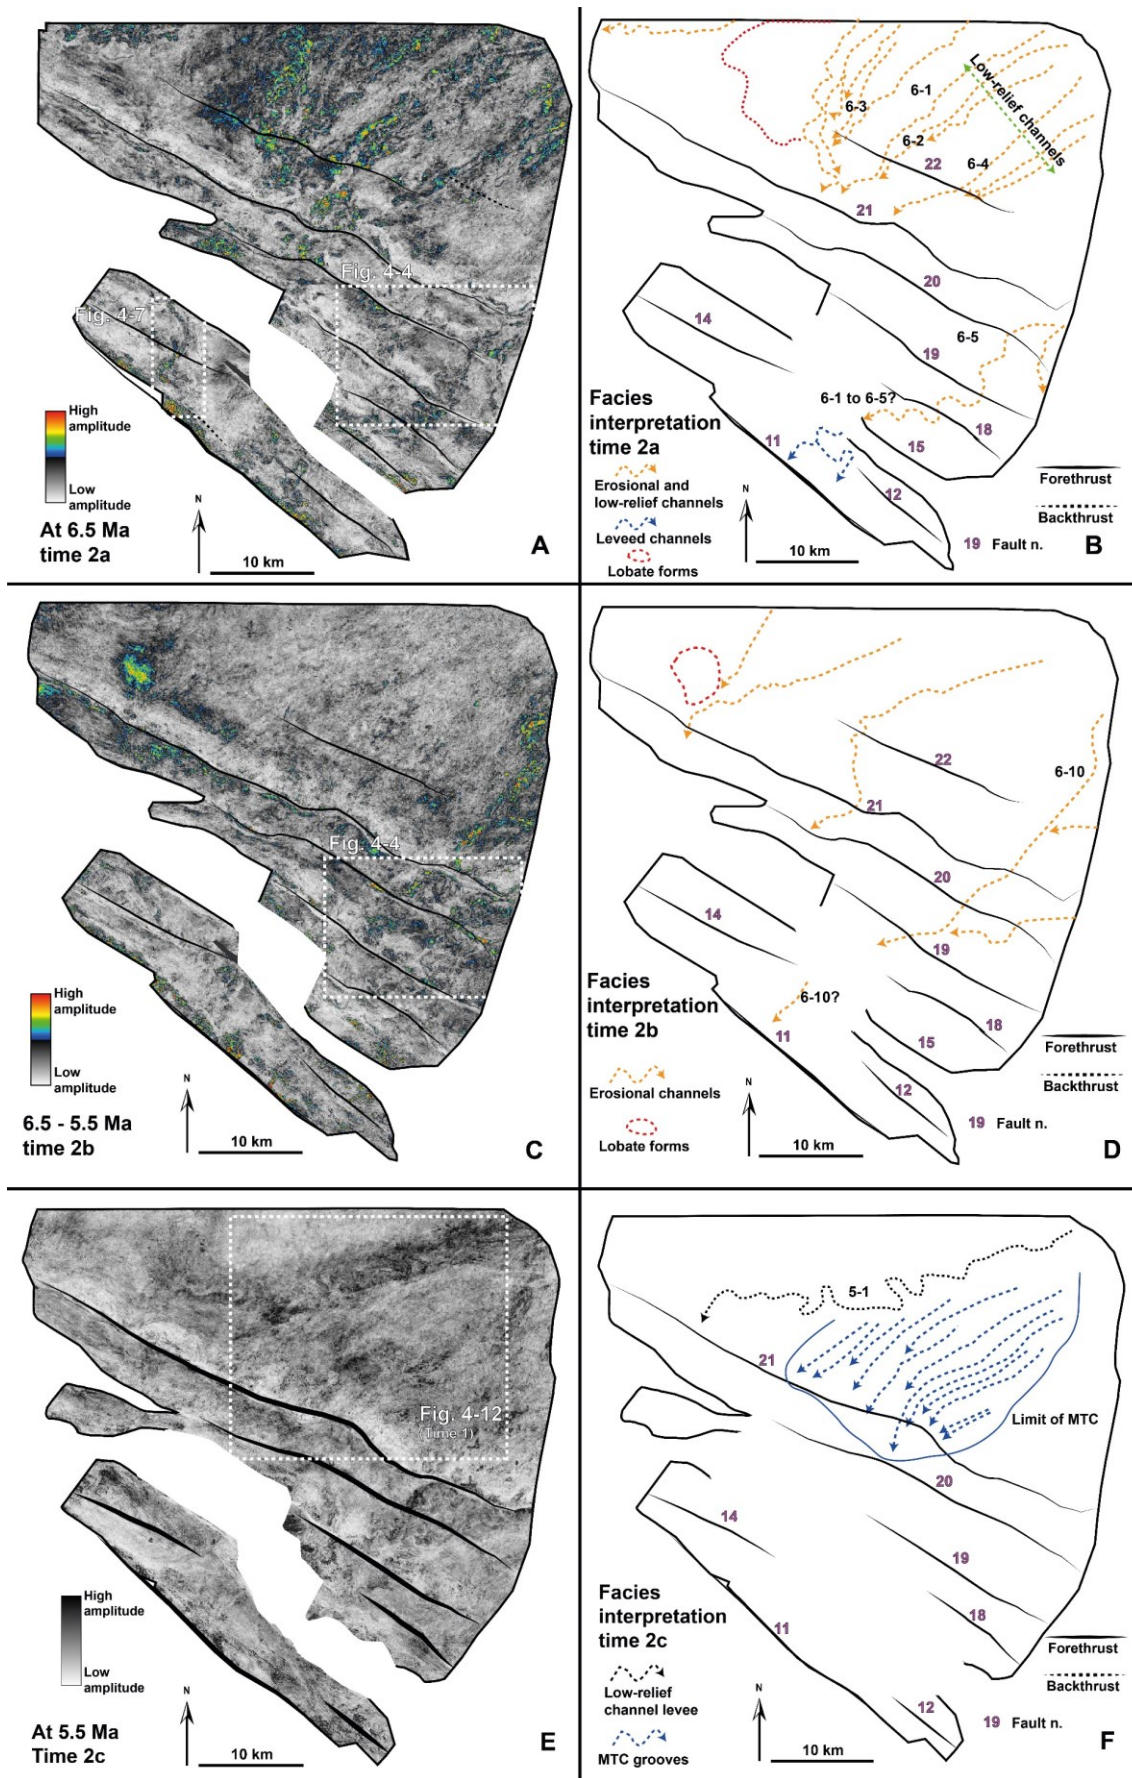 Fig. 4-4
Fig. 4-7
High
amplitude
Low
amplitude
At 6.5 Ma
time 2a
N
10 km
A
6-3
6-1
6-2
6-4
Low-relief channels
22
21
20
19
6-5
14
6-1 to 6-5?
11
18
15
12
Facies
interpretation
time 2a
Erosional and
low-relief channels
Leveed channels
Lobate forms
N
10 km
Forethrust
Backthrust
19 Fault n.
B
Fig. 4-4
High
amplitude
Low
amplitude
6.5 - 5.5 Ma
time 2b
N
10 km
C
22
6-10
21
20
14
19
6-10?
11
18
15
12
Facies
interpretation
time 2b
Erosional channels
Lobate forms
N
10 km
Forethrust
Backthrust
19 Fault n.
D
Fig. 4-12
(Time 1)
High
amplitude
Low
amplitude
At 5.5 Ma
Time 2c
N
10 km
E
5-1
21
Limit of MTC
20
14
19
11
18
12
Facies
interpretation
time 2c
Low-relief
channel levee
MTC grooves
N
10 km
Forethrust
Backthrust
19 Fault n.
F